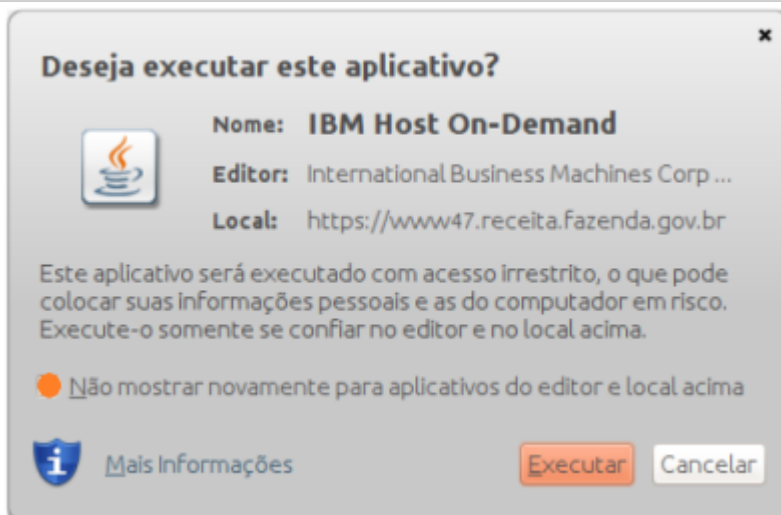 Deseja executar este aplicativo?
Nome: IBM Host On-Demand
Editor: International Business Machines Corp ...
Local: https://www47.receita.fazenda.gov.br
Este aplicativo será executado com acesso irrestrito, o que pode
colocar suas informações pessoais e as do computador em risco.
Execute-o somente se confiar no editor e no local acima.
Não mostrar novamente para aplicativos do editor e local acima
Mais Informações
Executar Cancelar